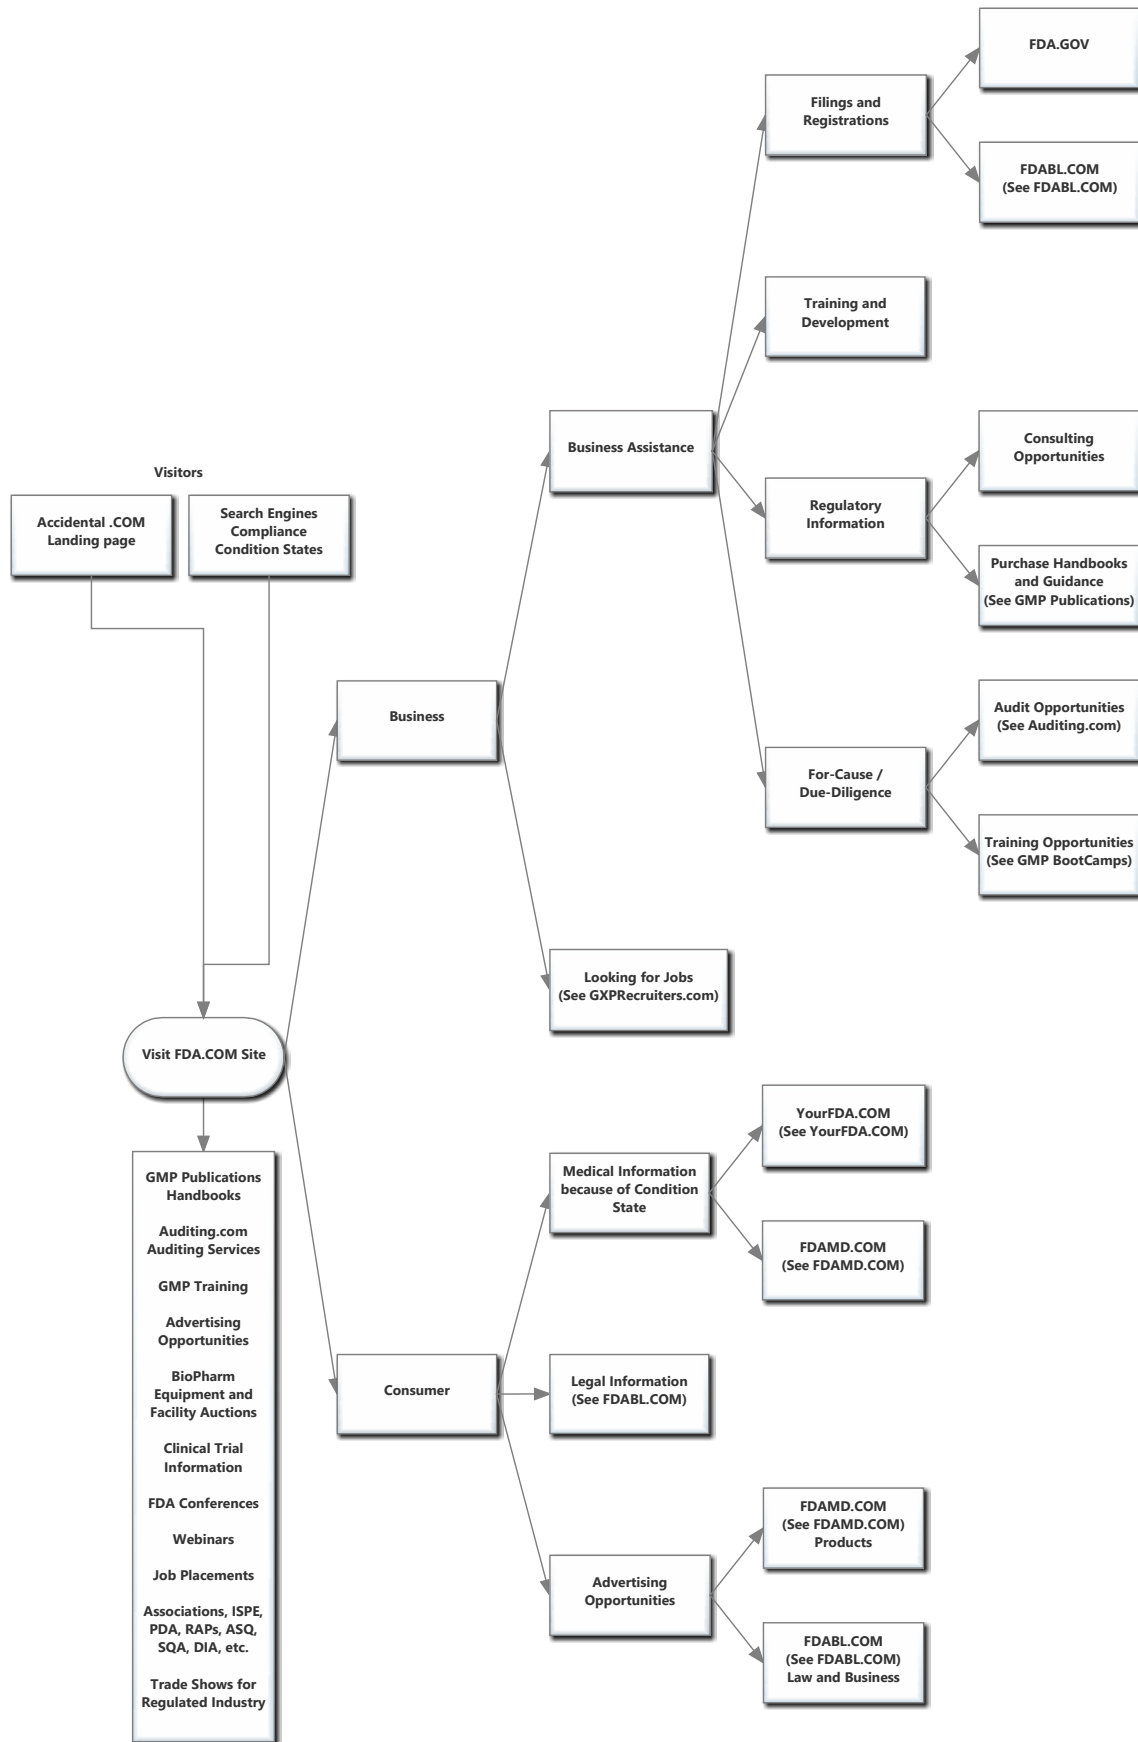 FDA.GOV
Filings and
Registrations
FDABL.COM
(See FDABL.COM)
Training and
Development
Business Assistance
Consulting
Opportunities
Visitors
Accidental .COM
Landing page
Search Engines
Compliance
Condition States
Regulatory
Information
Purchase Handbooks
and Guidance
(See GMP Publications)
Business
Audit Opportunities
(See Auditing.com)
For-Cause /
Due-Diligence
Training Opportunities
(See GMP BootCamps)
Looking for Jobs
(See GXPRecruiters.com)
Visit FDA.COM Site
YourFDA.COM
(See YourFDA.COM)
Medical Information
because of Condition
State
FDAMD.COM
(See FDAMD.COM)
GMP Publications
Handbooks
Auditing.com
Auditing Services
GMP Training
Advertising
Opportunities
BioPharm
Equipment and
Facility Auctions
Clinical Trial
Information
FDA Conferences
Webinars
Job Placements
Associations, ISPE,
PDA, RAPs, ASQ,
SQA, DIA, etc.
Trade Shows for
Regulated Industry
Consumer
Legal Information
(See FDABL.COM)
FDAMD.COM
(See FDAMD.COM)
Products
Advertising
Opportunities
FDABL.COM
(See FDABL.COM)
Law and Business